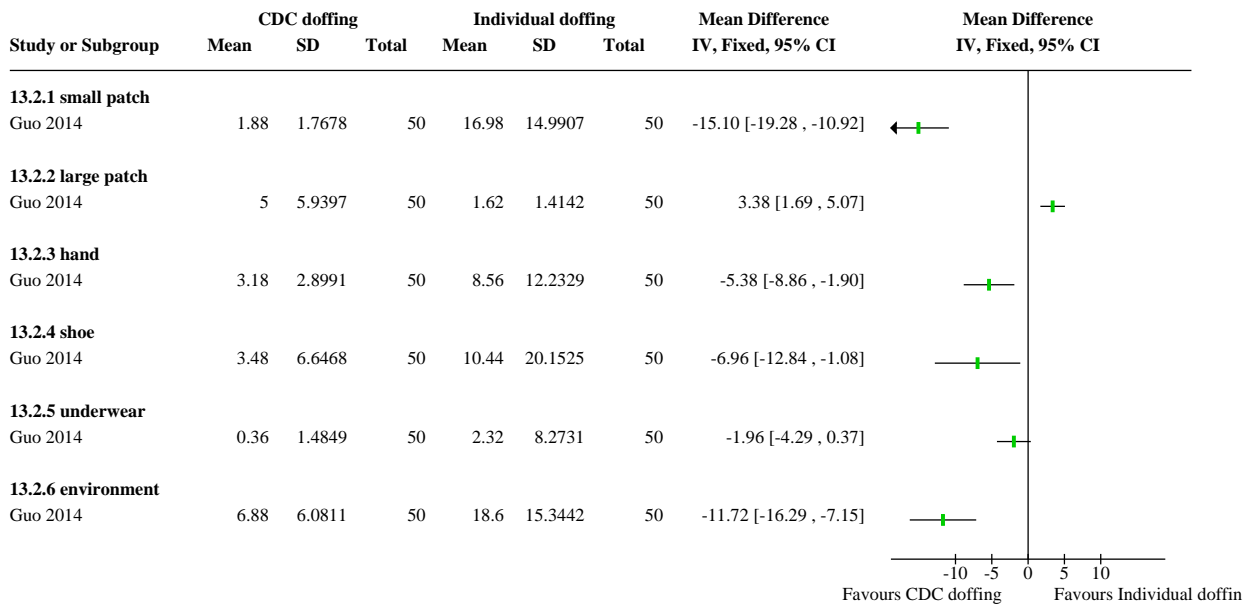 CDC doffing Individual doffing Mean Difference Mean Difference
Study or Subgroup Mean SD Total Mean SD Total IV, Fixed, 95% CI IV, Fixed, 95% CI
13.2.1 small patch
Guo 2014 1.88 1.7678 50 16.98 14.9907 50 -15.10 [-19.28 , -10.92]
13.2.2 large patch
Guo 2014 5 5.9397 50 1.62 1.4142 50 3.38 [1.69 , 5.07]
13.2.3 hand
Guo 2014 3.18 2.8991 50 8.56 12.2329 50 -5.38 [-8.86 , -1.90]
13.2.4 shoe
Guo 2014 3.48 6.6468 50 10.44 20.1525 50 -6.96 [-12.84 , -1.08]
13.2.5 underwear
Guo 2014 0.36 1.4849 50 2.32 8.2731 50 -1.96 [-4.29 , 0.37]
13.2.6 environment
Guo 2014 6.88 6.0811 50 18.6 15.3442 50 -11.72 [-16.29 , -7.15]
-10 -5 0 5 10
Favours CDC doffing Favours Individual doffin